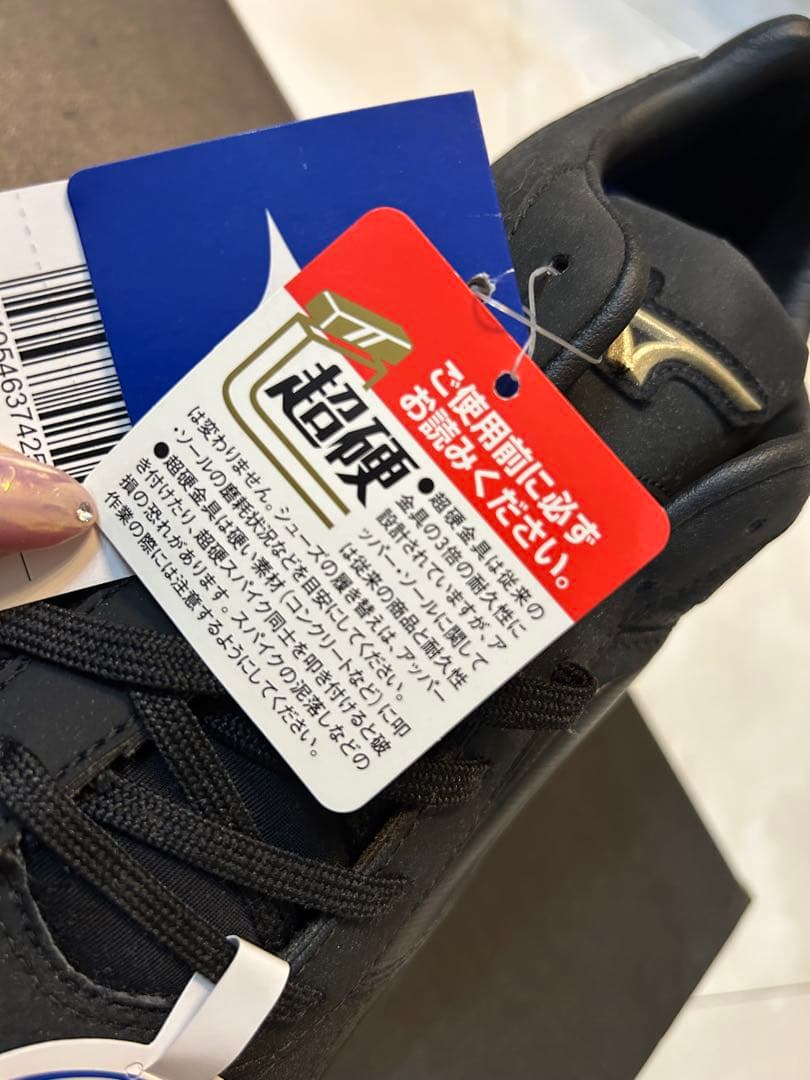 ご使用前に必ず
お読みください。
超硬
●超硬金具は従来の
金具の3倍の耐久性に
設計されていますが、ア
ッパー・ソールに関して
は従来の商品と耐久性
は変わりません。シューズの履き替えは、アッパー
・ソールの磨耗状況などを目安にしてください。
●超硬金具は硬い素材(コンクリートなど)に叩
き付けたり、超硬スパイク同士を叩き付けると破
損の恐れがあります。スパイクの泥落しなどの
作業の際には注意するようにしてください。